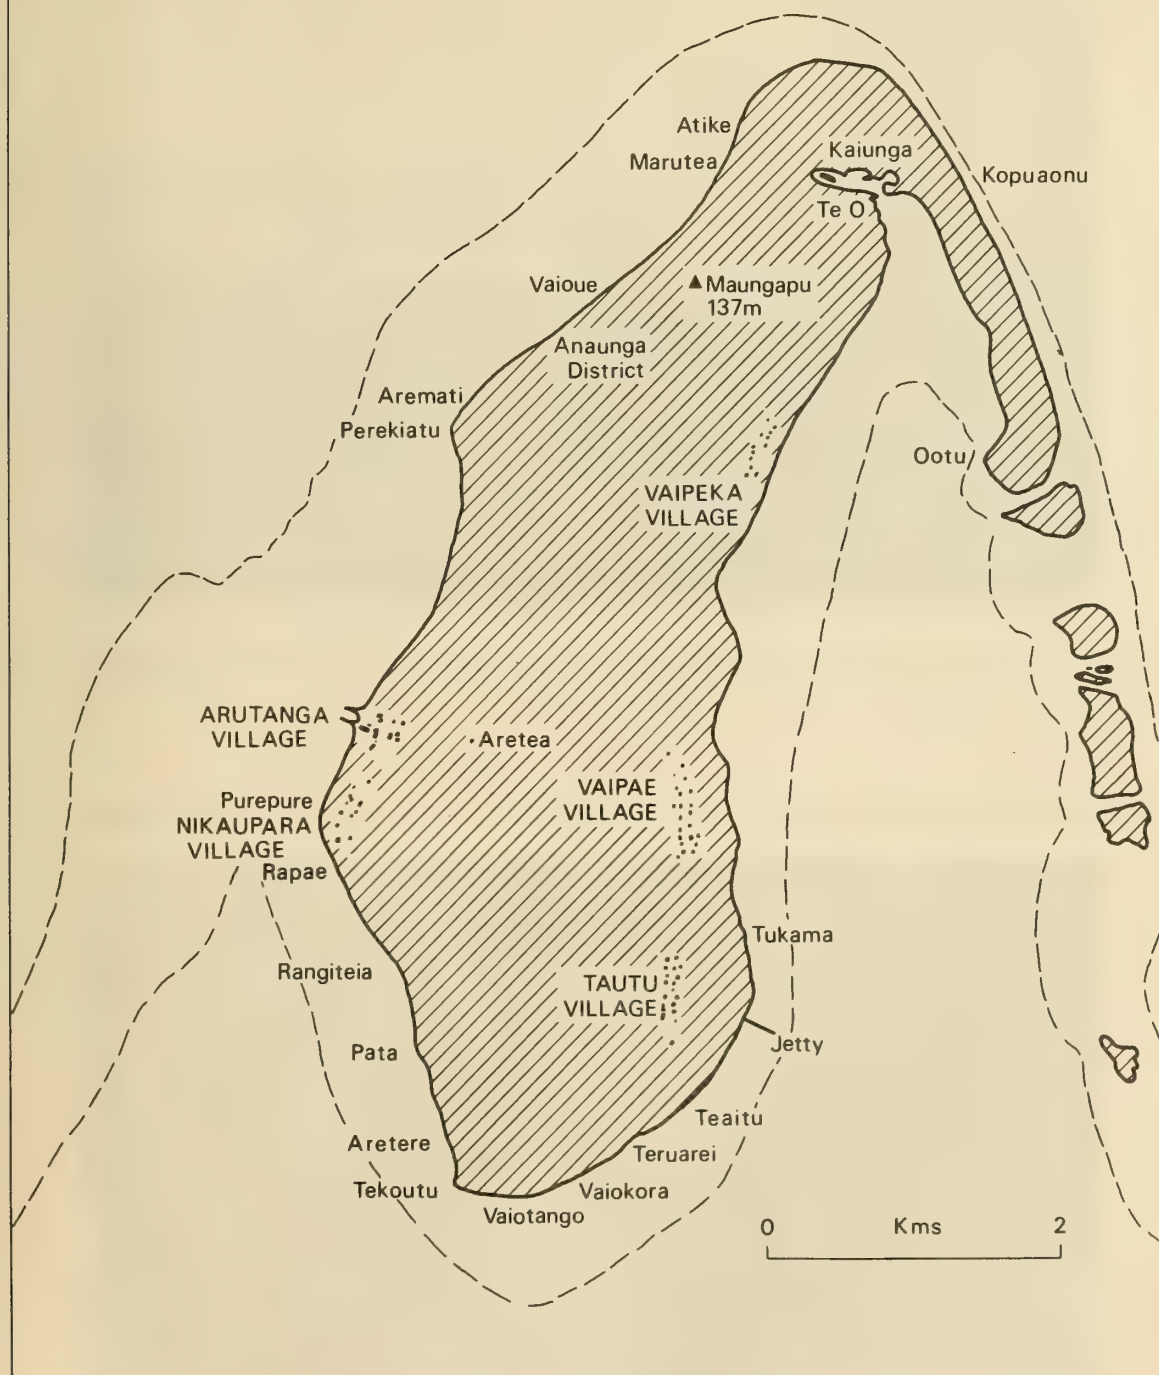 Atike
Marutea
Kaiunga
Kopuaonu
Te O
Vaioue
Maungapu
137m
Anaunga
District
Aremati
Perekiatu
Ootu
VAIPEKA
VILLAGE
ARUTANGA
VILLAGE
Aretea
VAIPAE
VILLAGE
Purepure
NIKAUPARA
VILLAGE
Rapae
Tukama
Rangiteia
TAUTU
VILLAGE
Jetty
Pata
Teaitu
Aretere
Teruarei
Tekoutu
Vaiokora
Vaiotango
0 Kms 2